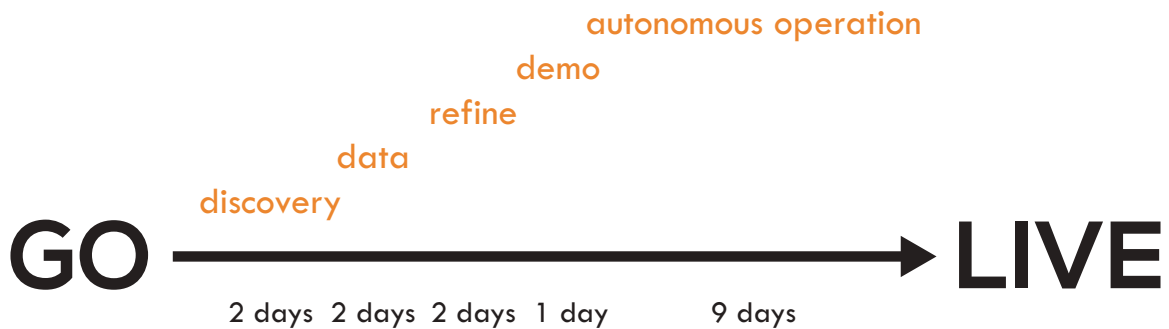 autonomous operation
demo
refine
data
discovery
GO LIVE
2 days 2 days 2 days 1 day 9 days